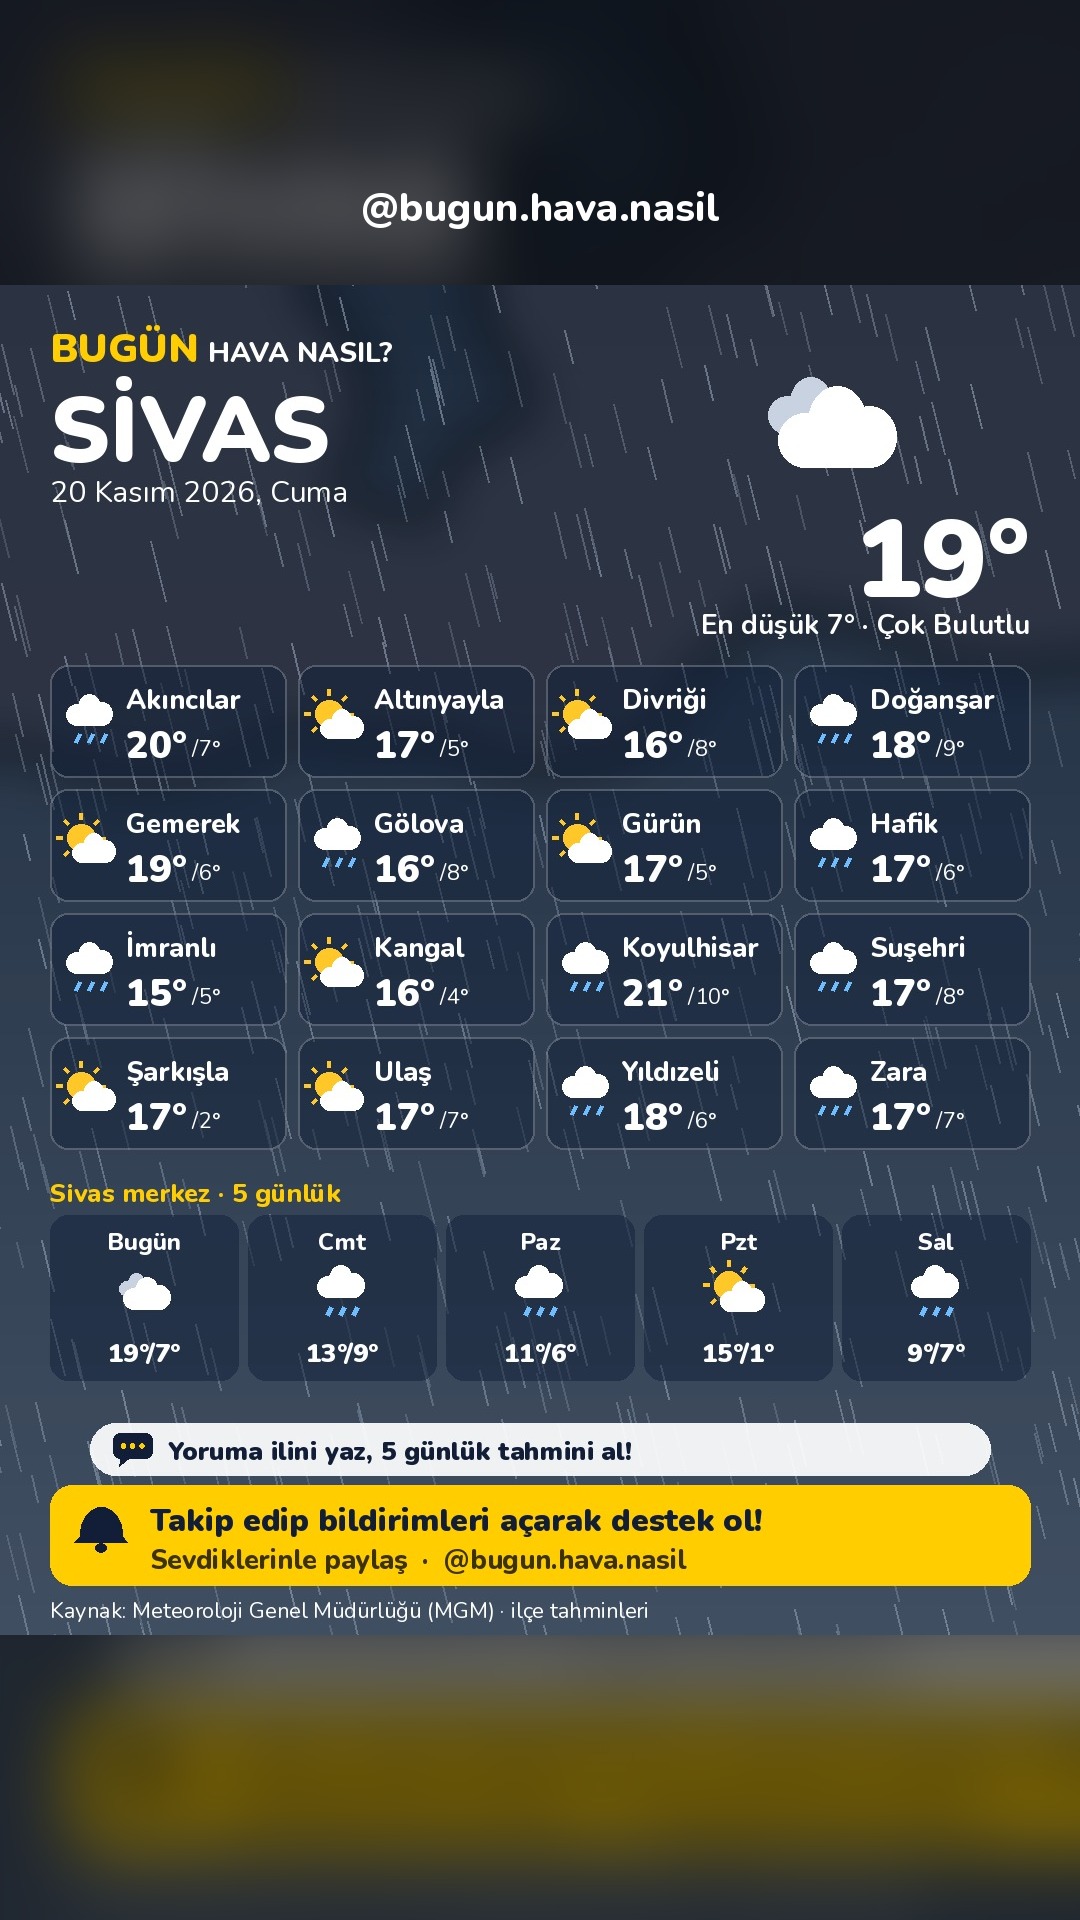 @bugun.hava.nasil
BUGÜN HAVA NASIL?
SİVAS
20 Kasım 2026, Cuma
19°
En düşük 7° · Çok Bulutlu
Akıncılar
20° /7°
Altınyayla
17° /5°
Divriği
16° /8°
Doğanşar
18° /9°
Gemerek
19° /6°
Gölova
16° /8°
Gürün
17° /5°
Hafik
17° /6°
İmranlı
15° /5°
Kangal
16° /4°
Koyulhisar
21° /10°
Suşehri
17° /8°
Şarkışla
17° /2°
Ulaş
17° /7°
Yıldızeli
18° /6°
Zara
17° /7°
Sivas merkez · 5 günlük
Bugün
19°/7°
Cmt
13°/9°
Paz
11°/6°
Pzt
15°/1°
Sal
9°/7°
Yoruma ilini yaz, 5 günlük tahmini al!
Takip edip bildirimleri açarak destek ol!
Sevdiklerinle paylaş · @bugun.hava.nasil
Kaynak: Meteoroloji Genel Müdürlüğü (MGM) · ilçe tahminleri